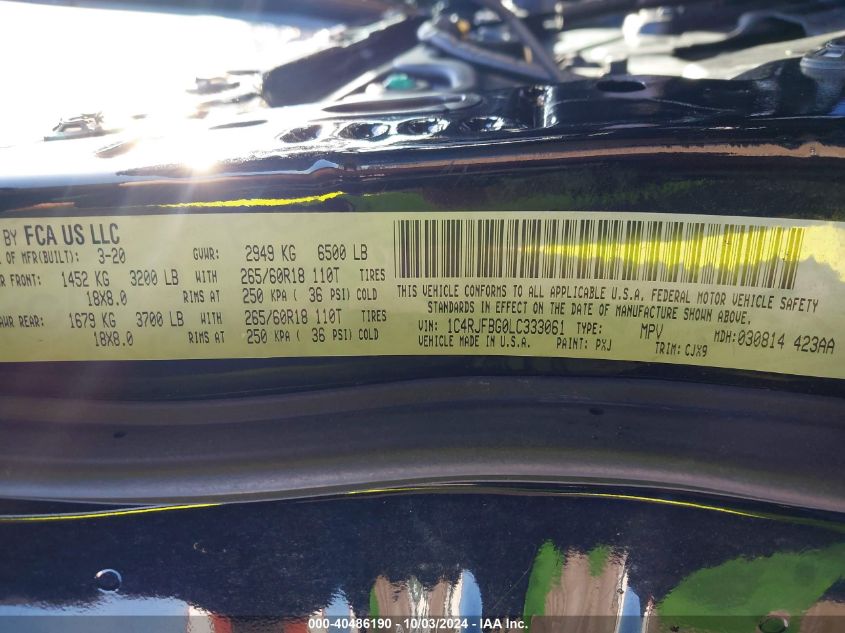 BY FCA US LLC
OF MFR(BUILT): 3-20 GVWR: 2949 KG 6500 LB
FRONT: 1452 KG 3200 LB WITH 265/60R18 110T TIRES
18X8.0 RIMS AT 250 KPA ( 36 PSI) COLD
AWR REAR: 1679 KG 3700 LB WITH 265/60R18 110T TIRES
18X8.0 RIMS AT 250 KPA ( 36 PSI) COLD
THIS VEHICLE CONFORMS TO ALL APPLICABLE U.S.A. FEDERAL MOTOR VEHICLE SAFETY
STANDARDS IN EFFECT ON THE DATE OF MANUFACTURE SHOWN ABOVE.
VIN: 1C4RJFBG0LC333061 TYPE: MPV MDH:030814 423AA
VEHICLE MADE IN U.S.A. PAINT: PXJ TRIM: CJX9
000-40486190 - 10/03/2024 - IAA Inc.